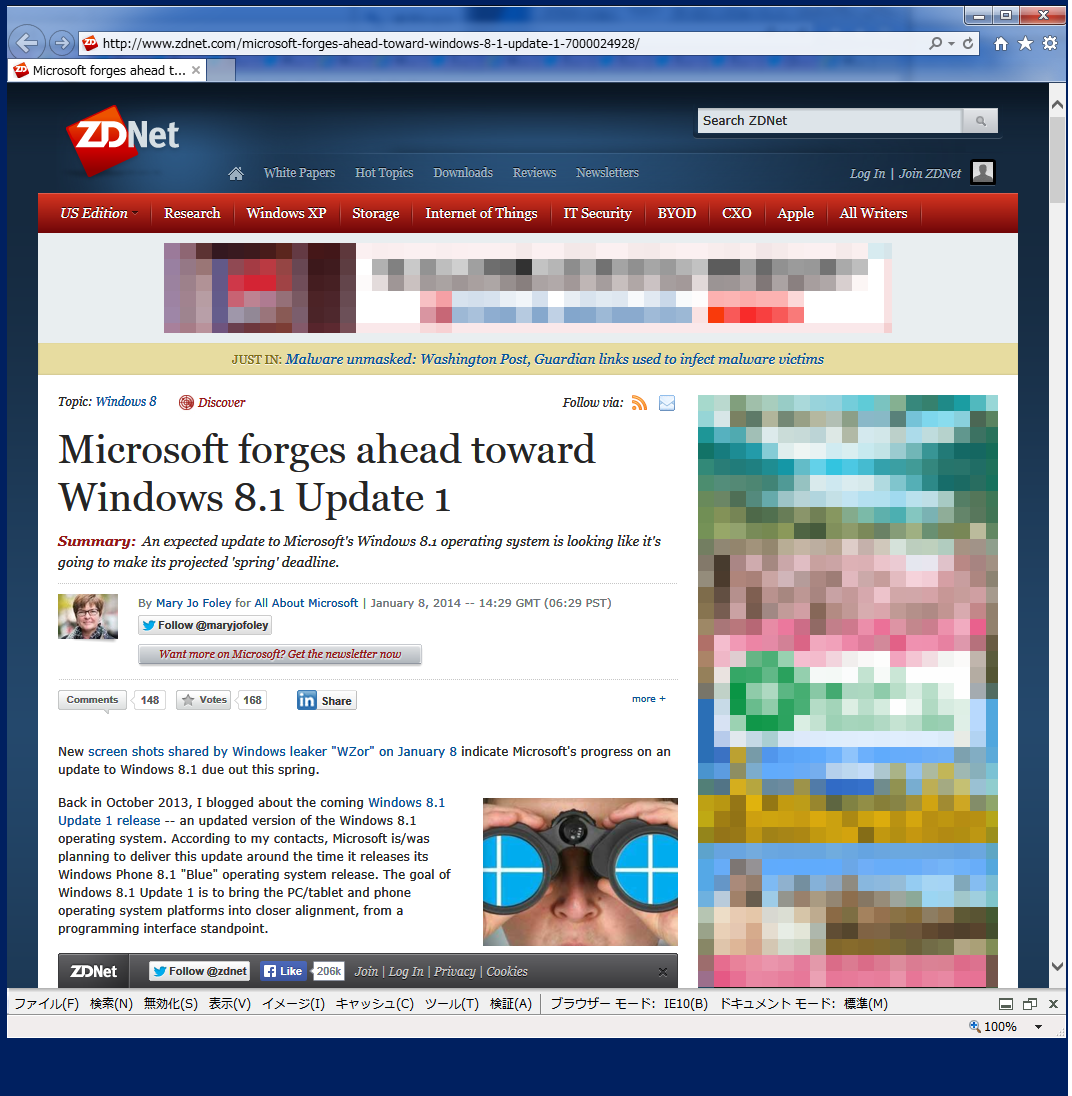 http://www.zdnet.com/microsoft-forges-ahead-toward-windows-8-1-update-1-7000024928/
Microsoft forges ahead t...
ZDNet
Search ZDNet
White Papers Hot Topics Downloads Reviews Newsletters
Log In | Join ZDNet
US Edition Research Windows XP Storage Internet of Things IT Security BYOD CXO Apple All Writers
JUST IN: Malware unmasked: Washington Post, Guardian links used to infect malware victims
Topic: Windows 8 Discover Follow via:
Microsoft forges ahead toward
Windows 8.1 Update 1
Summary: An expected update to Microsoft's Windows 8.1 operating system is looking like it's
going to make its projected 'spring' deadline.
By Mary Jo Foley for All About Microsoft | January 8, 2014 -- 14:29 GMT (06:29 PST)
Follow @maryjofoley
Want more on Microsoft? Get the newsletter now
Comments 148 Votes 168 in Share more +
New screen shots shared by Windows leaker "WZor" on January 8 indicate Microsoft's progress on an
update to Windows 8.1 due out this spring.
Back in October 2013, I blogged about the coming Windows 8.1
Update 1 release -- an updated version of the Windows 8.1
operating system. According to my contacts, Microsoft is/was
planning to deliver this update around the time it releases its
Windows Phone 8.1 "Blue" operating system release. The goal of
Windows 8.1 Update 1 is to bring the PC/tablet and phone
operating system platforms into closer alignment, from a
programming interface standpoint.
ZDNet Follow @zdnet Like 206k Join | Log In | Privacy | Cookies
ファイル(F) 検索(N) 無効化(S) 表示(V) イメージ(I) キャッシュ(C) ツール(T) 検証(A) ブラウザー モード: IE10(B) ドキュメント モード: 標準(M)
100%